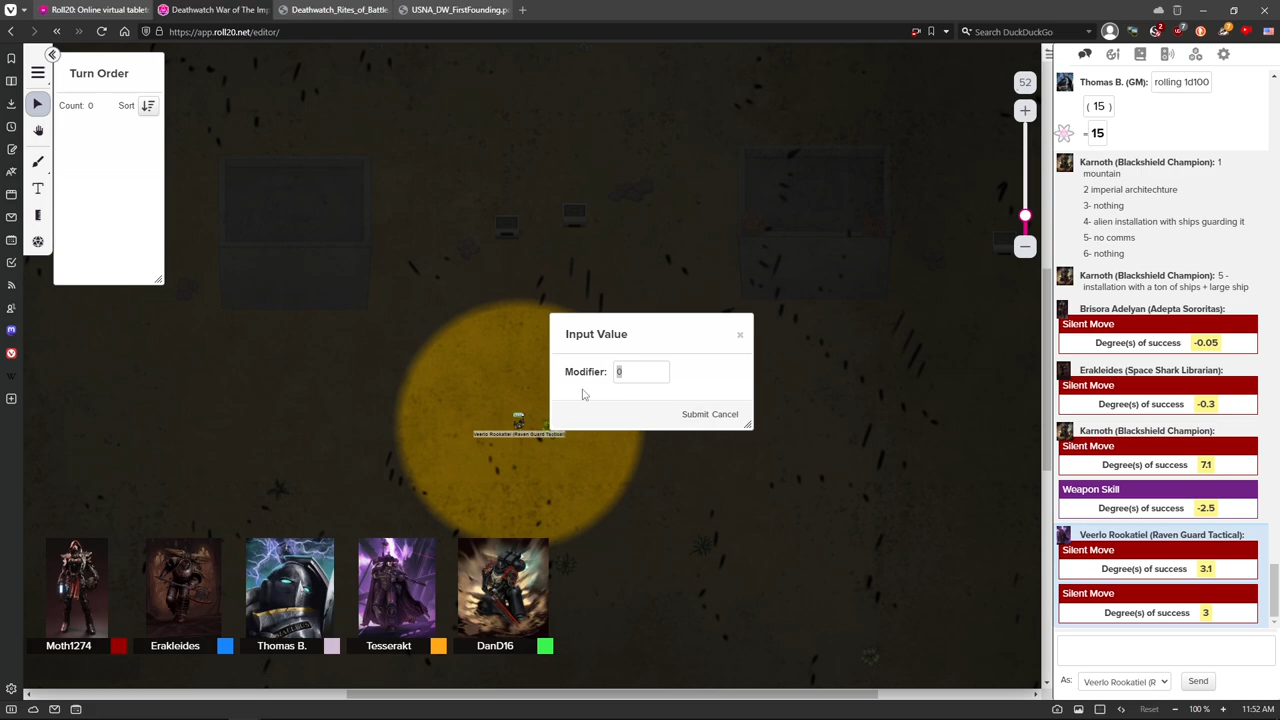 Roll20: Online virtual tablet
Deathwatch War of The Imp
Deathwatch_Rites_of_Battle
USNA_DW_FirstFounding.p
https://app.roll20.net/editor/
Search DuckDuckGo
Turn Order
Count: 0 Sort
52
Input Value
Modifier: 0
Submit Cancel
Veerlo Rookatiel (Raven Guard Tactical)
Moth1274
Erakleides
Thomas B.
Tesserakt
DanD16
Thomas B. (GM): rolling 1d100
( 15 )
= 15
Karnoth (Blackshield Champion): 1
mountain
2 imperial architechture
3- nothing
4- alien installation with ships guarding it
5- no comms
6- nothing
Karnoth (Blackshield Champion): 5 -
installation with a ton of ships + large ship
Brisora Adelyan (Adepta Sororitas):
Silent Move
Degree(s) of success -0.05
Erakleides (Space Shark Librarian):
Silent Move
Degree(s) of success -0.3
Karnoth (Blackshield Champion):
Silent Move
Degree(s) of success 7.1
Weapon Skill
Degree(s) of success -2.5
Veerlo Rookatiel (Raven Guard Tactical):
Silent Move
Degree(s) of success 3.1
Silent Move
Degree(s) of success 3
As: Veerlo Rookatiel (R
Send
Reset 100 % 11:52 AM